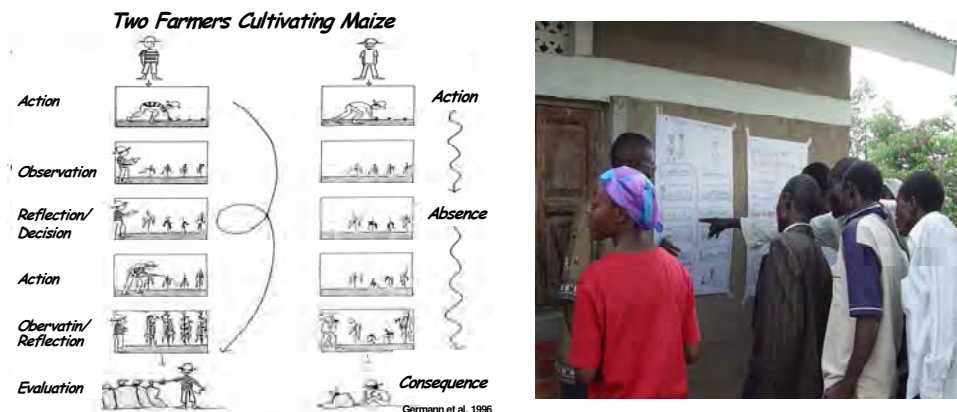 Two Farmers Cultivating Maize
Action
Action
Observation
Reflection/
Decision
Absence
Action
Obervatin/
Reflection
Evaluation
Consequence
Germann et al. 1996